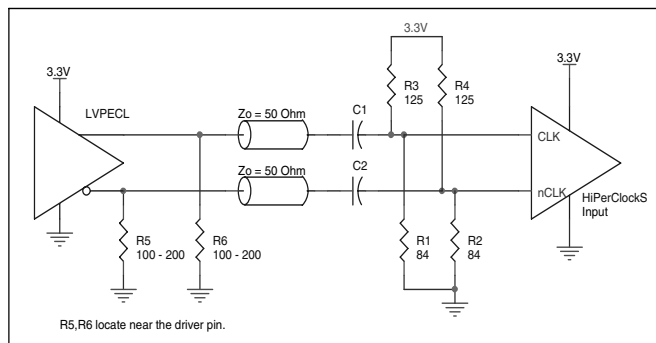 3.3V
3.3V
3.3V
R3
125
R4
125
LVPECL
Zo = 50 Ohm
C1
CLK
Zo = 50 Ohm
C2
nCLK
HiPerClockS
Input
R5
100 - 200
R6
100 - 200
R1
84
R2
84
R5,R6 locate near the driver pin.